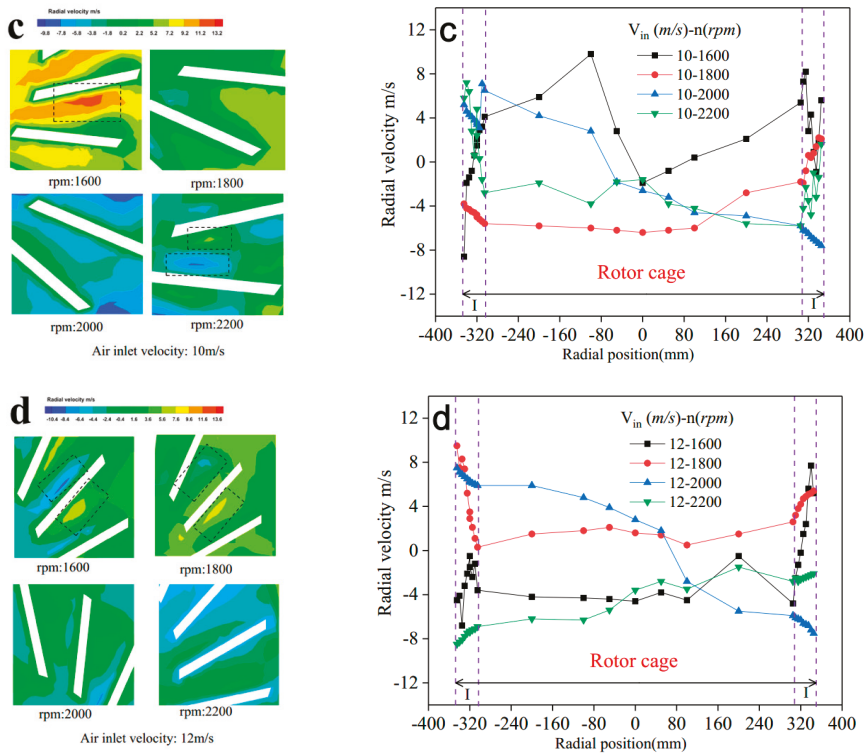 c
Radial velocity m/s
-9.8 -7.8 -5.8 -3.8 -1.8 0.2 2.2 5.2 7.2 9.2 11.2 13.2
rpm:1600
rpm:1800
rpm:2000
rpm:2200
Air inlet velocity: 10m/s
c
V_in (m/s)-n(rpm)
10-1600
10-1800
10-2000
10-2200
Radial velocity m/s
12
8
4
0
-4
-8
-12
Rotor cage
I
I
-400 -320 -240 -160 -80 0 80 160 240 320 400
Radial position(mm)
d
Radial velocity m/s
-10.4 -8.4 -6.4 -4.4 -2.4 -0.4 1.6 3.6 5.6 7.6 9.6 11.6 13.6
rpm:1600
rpm:1800
rpm:2000
rpm:2200
Air inlet velocity: 12m/s
d
V_in (m/s)-n(rpm)
12-1600
12-1800
12-2000
12-2200
Radial velocity m/s
12
8
4
0
-4
-8
-12
Rotor cage
I
I
-400 -320 -240 -160 -80 0 80 160 240 320 400
Radial position(mm)